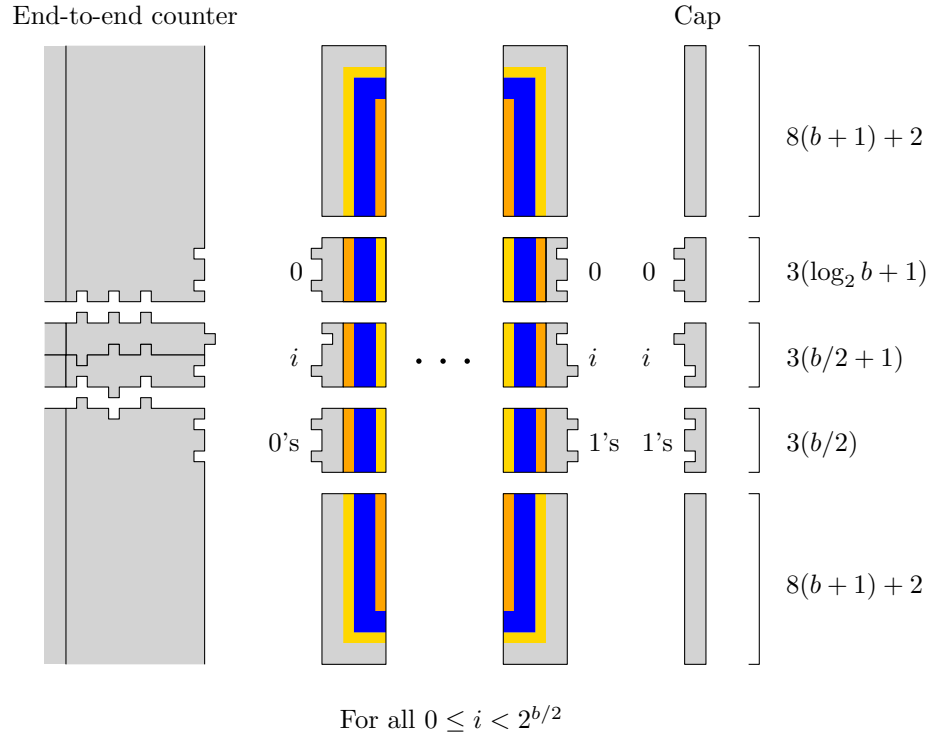 End-to-end counter
Cap
8(b + 1) + 2
0
0
0
3(log₂ b + 1)
i
· · ·
i
i
3(b/2 + 1)
0's
1's
1's
3(b/2)
8(b + 1) + 2
For all 0 ≤ i < 2^{b/2}